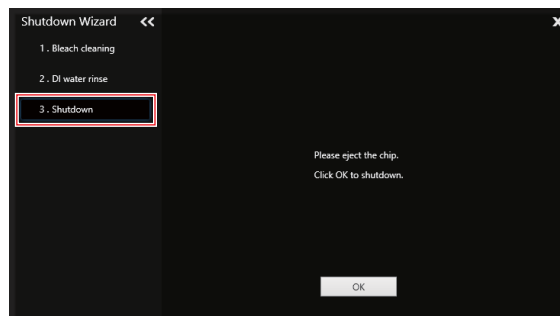 Shutdown Wizard <<
1 . Bleach cleaning
2 . DI water rinse
3 . Shutdown
Please eject the chip.
Click OK to shutdown.
OK